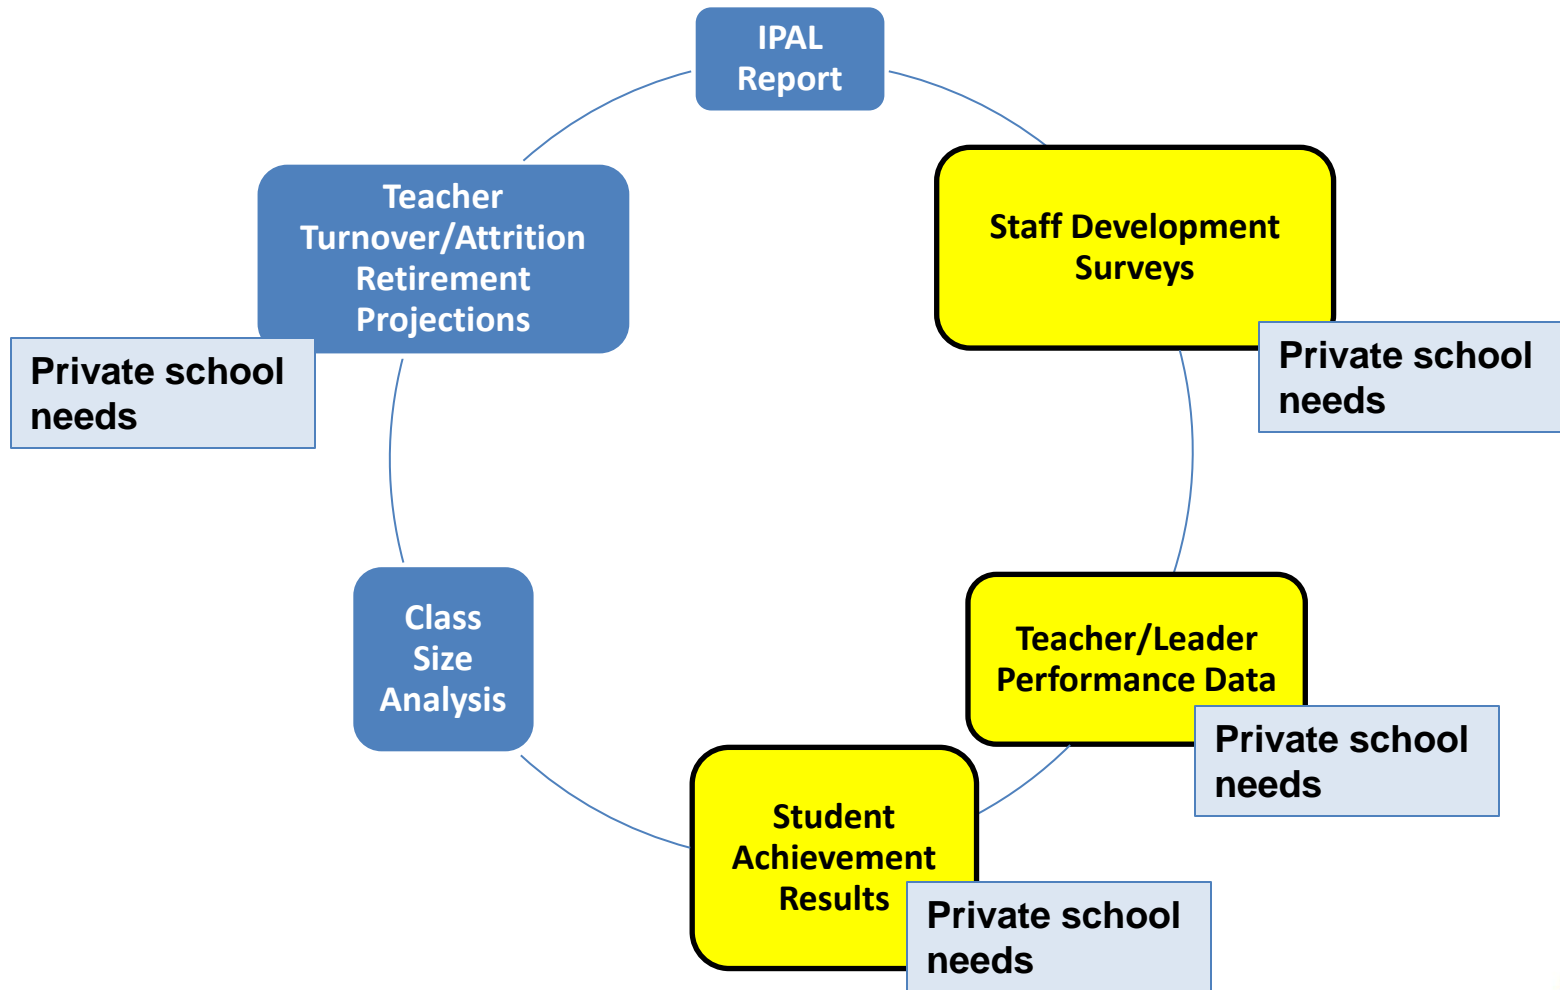 IPAL
Report
Staff Development
Surveys
Private school
needs
Teacher/Leader
Performance Data
Private school
needs
Student
Achievement
Results
Private school
needs
Class
Size
Analysis
Teacher
Turnover/Attrition
Retirement
Projections
Private school
needs